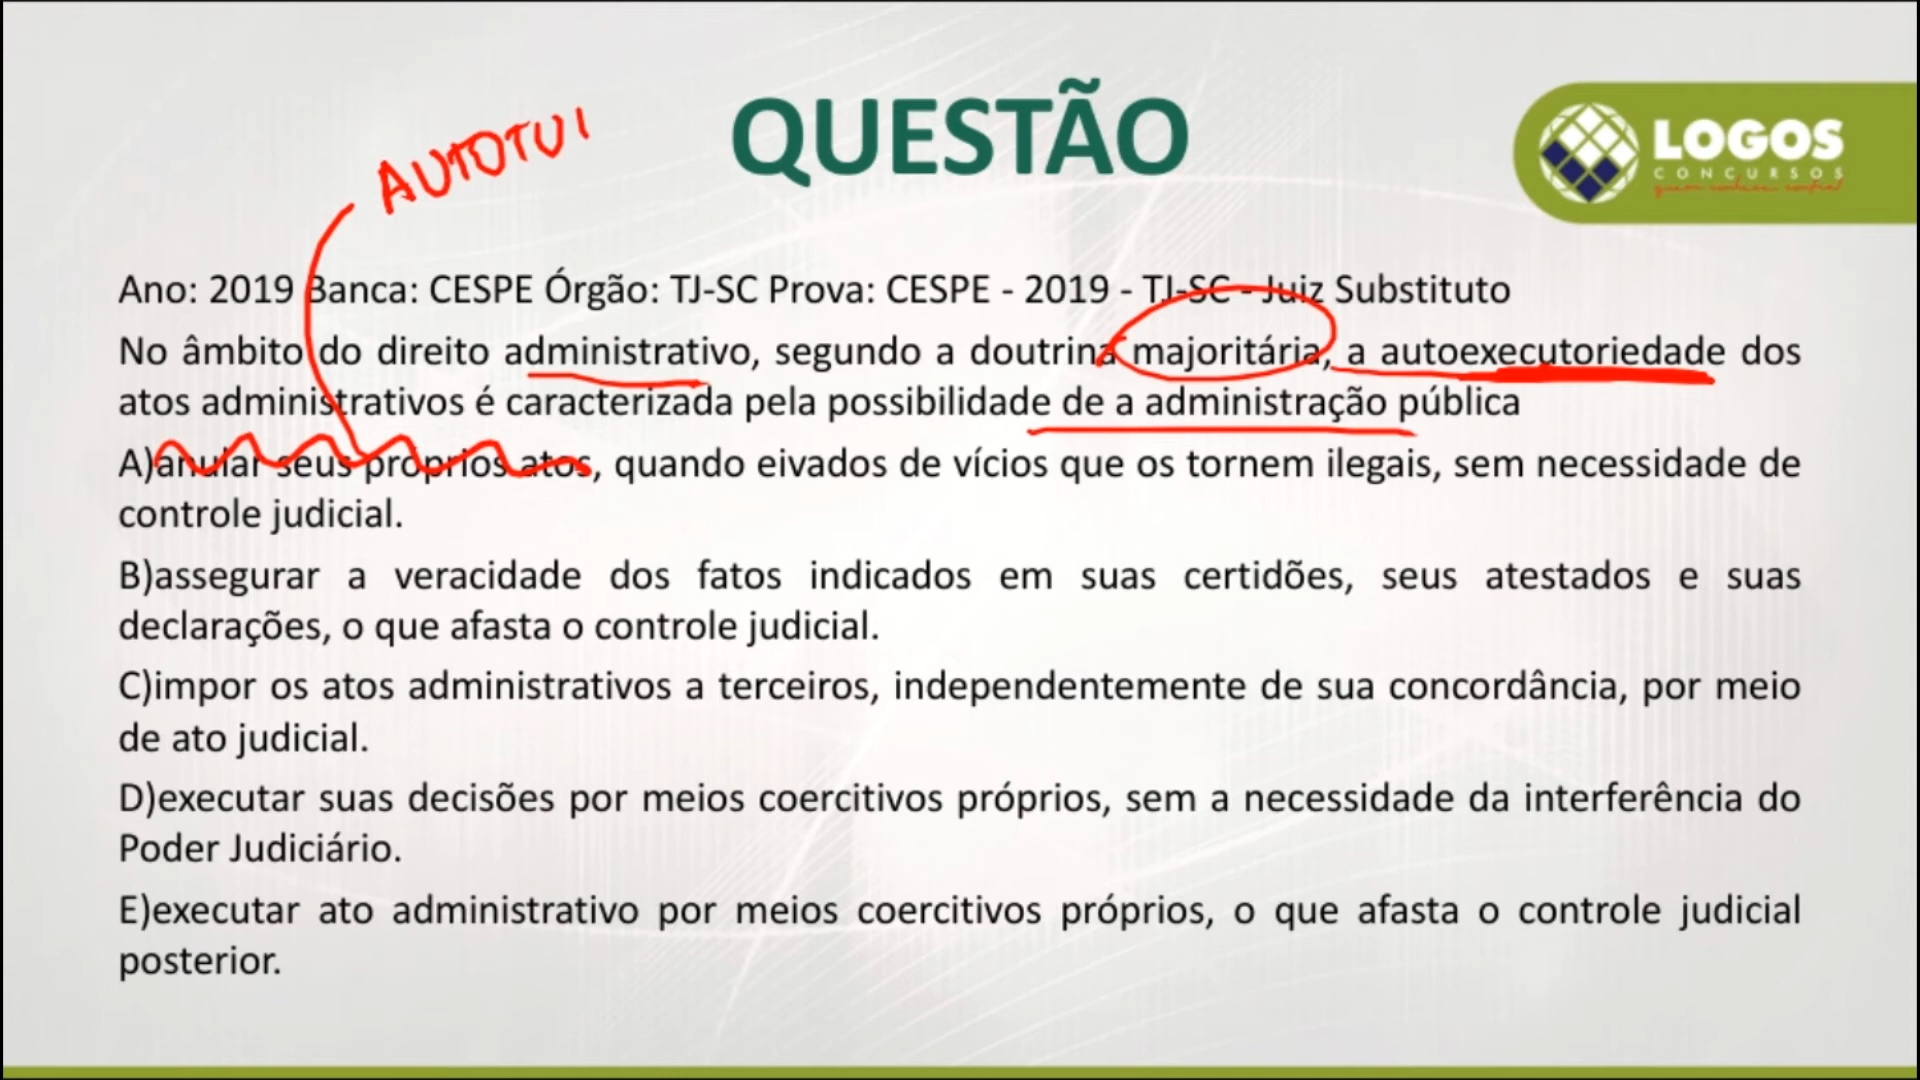 QUESTÃO
AUTOTUI
LOGOS
CONCURSOS
Ano: 2019 Banca: CESPE Órgão: TJ-SC Prova: CESPE - 2019 - TJ-SC - Juiz Substituto
No âmbito do direito administrativo, segundo a doutrina majoritária, a autoexecutoriedade dos
atos administrativos é caracterizada pela possibilidade de a administração pública
A)anular seus próprios atos, quando eivados de vícios que os tornem ilegais, sem necessidade de
controle judicial.
B)assegurar a veracidade dos fatos indicados em suas certidões, seus atestados e suas
declarações, o que afasta o controle judicial.
C)impor os atos administrativos a terceiros, independentemente de sua concordância, por meio
de ato judicial.
D)executar suas decisões por meios coercitivos próprios, sem a necessidade da interferência do
Poder Judiciário.
E)executar ato administrativo por meios coercitivos próprios, o que afasta o controle judicial
posterior.